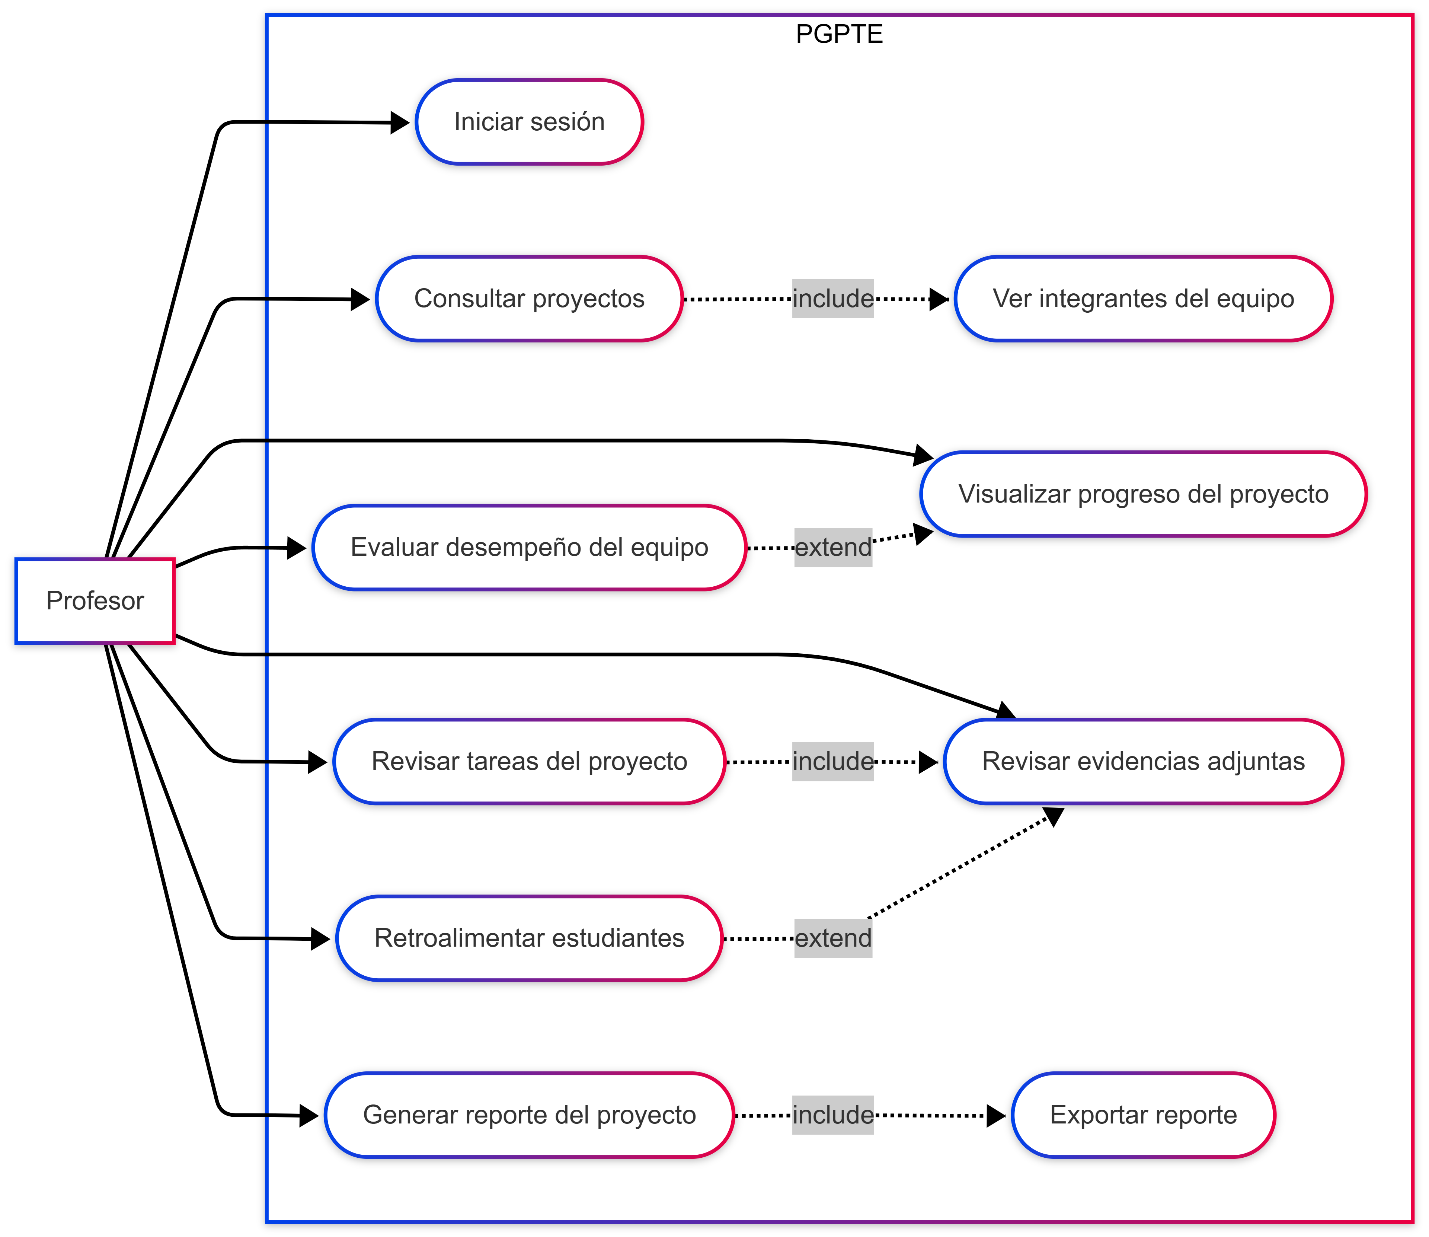 PGPTE
Iniciar sesión
Consultar proyectos
include
Ver integrantes del equipo
Visualizar progreso del proyecto
Evaluar desempeño del equipo
extend
Profesor
Revisar tareas del proyecto
include
Revisar evidencias adjuntas
Retroalimentar estudiantes
extend
Generar reporte del proyecto
include
Exportar reporte